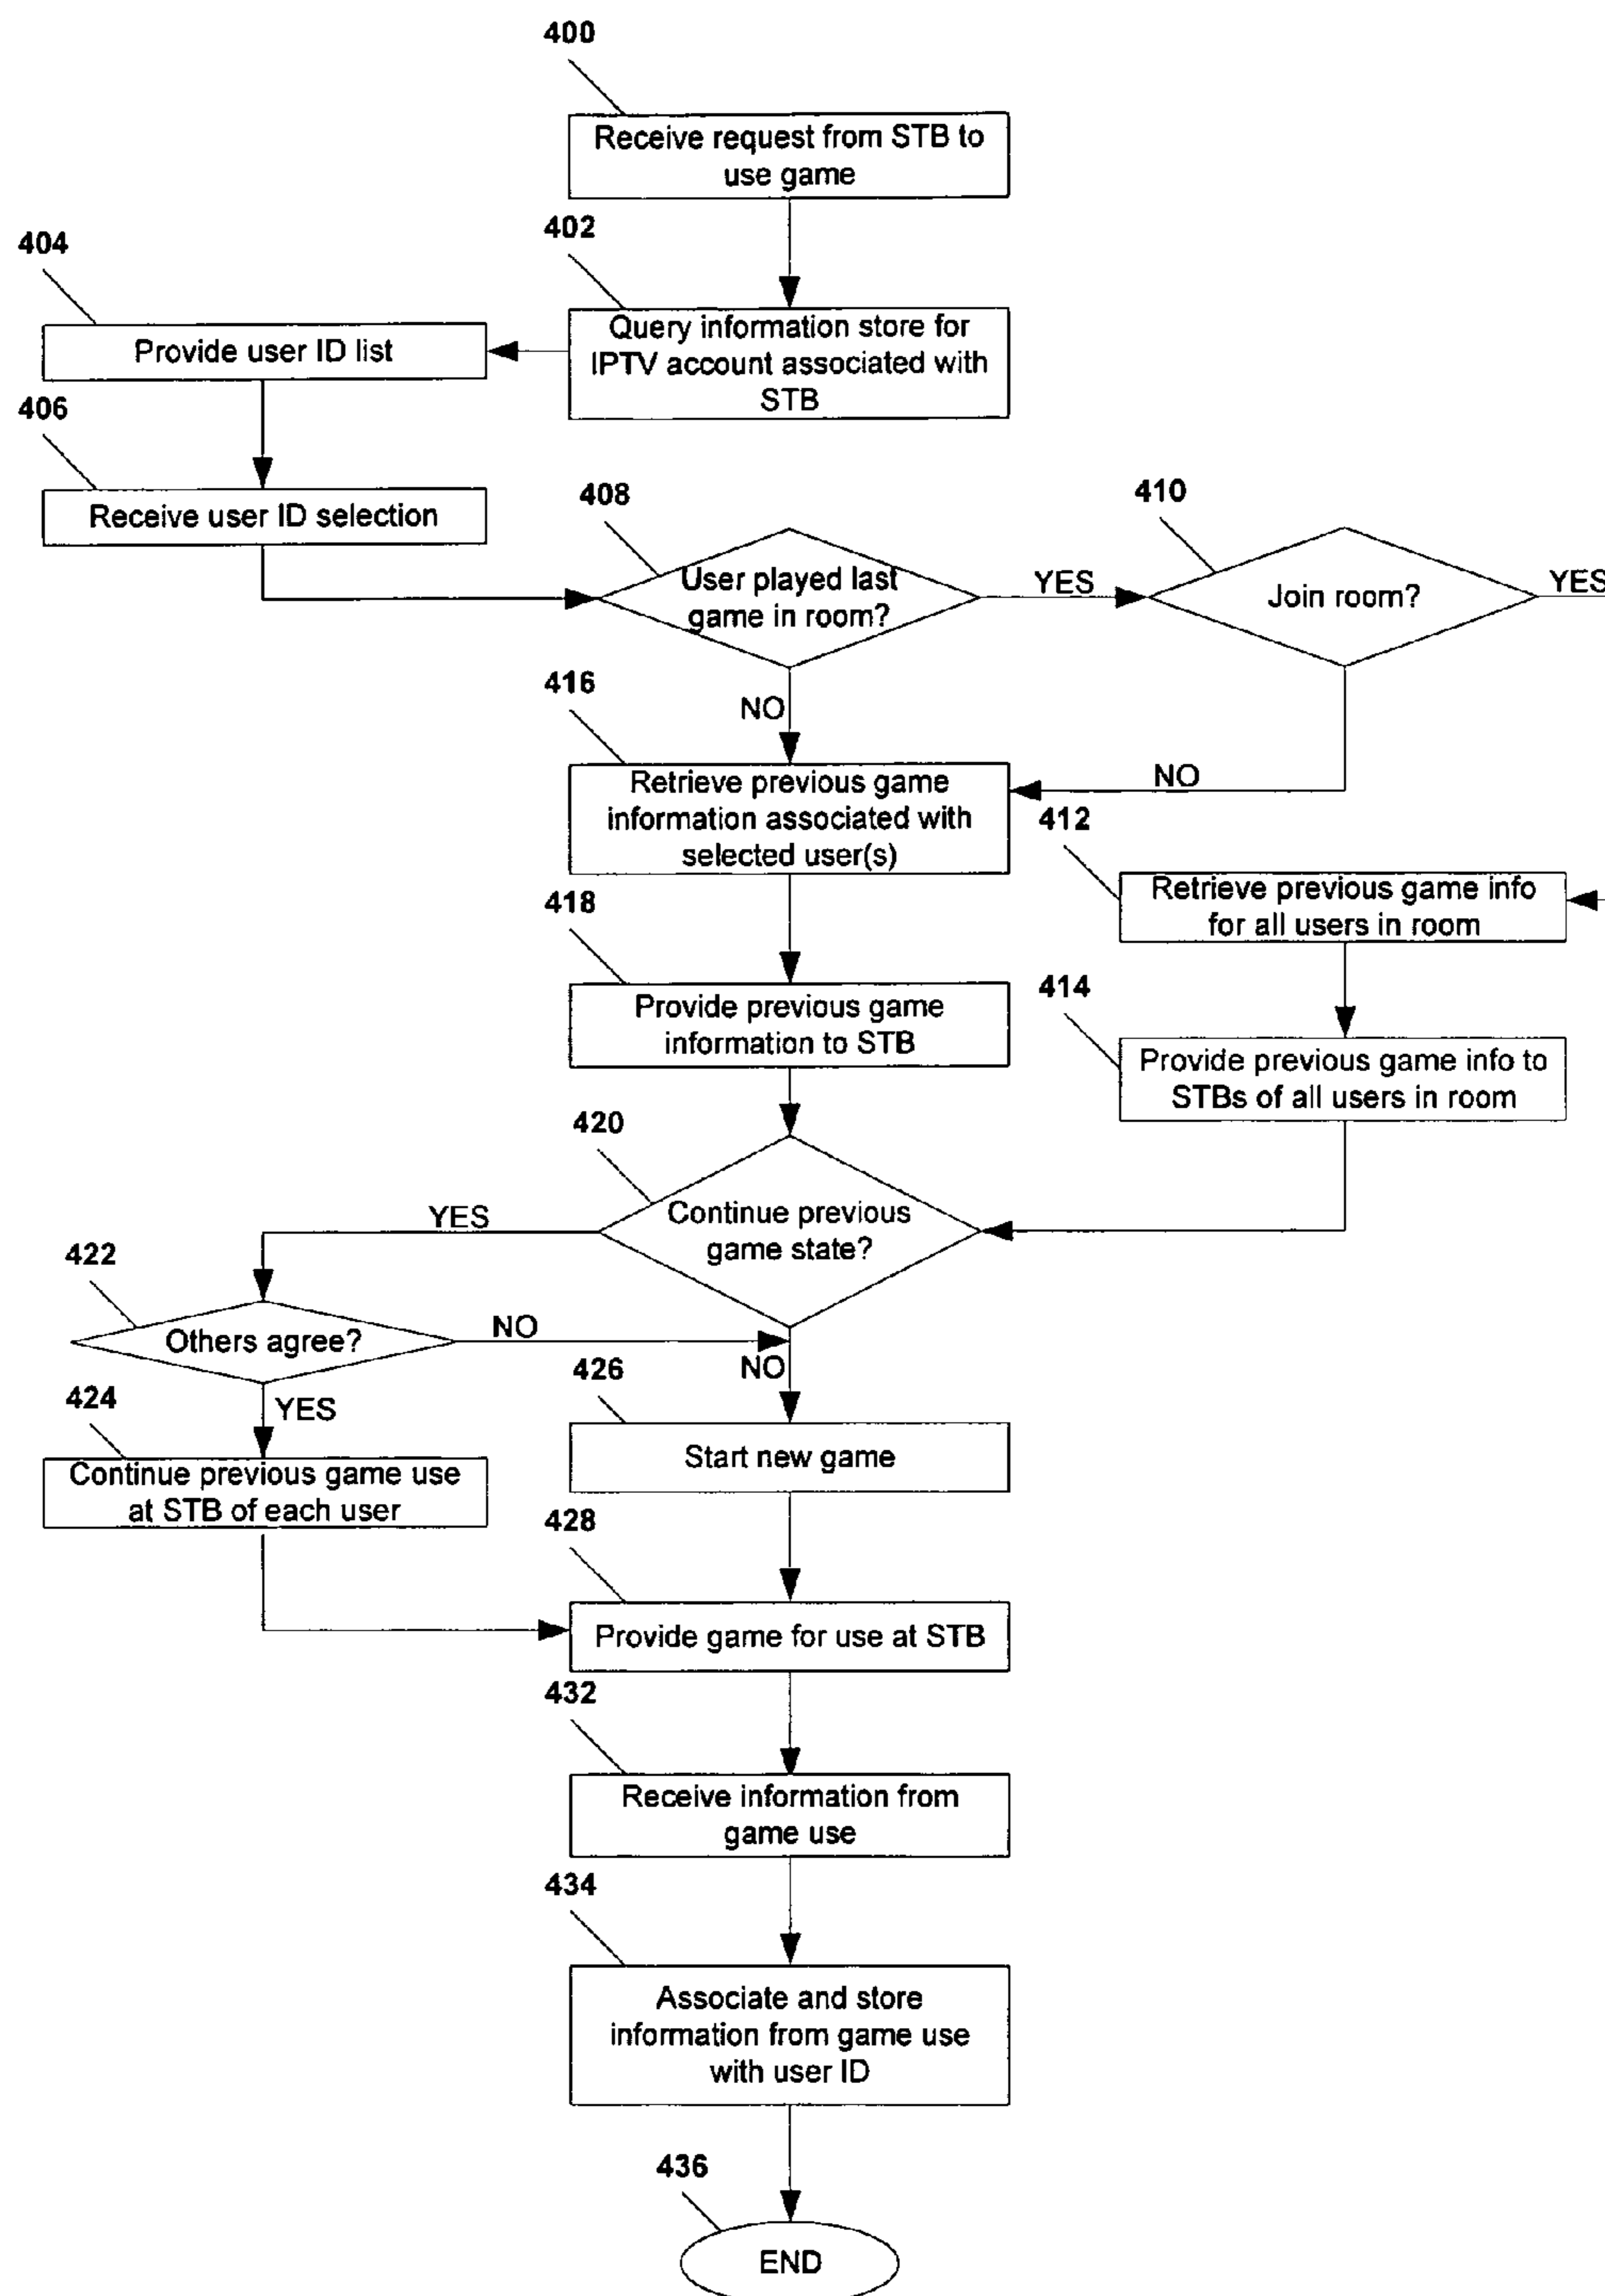 400
Receive request from STB to
use game
402
Query information store for
IPTV account associated with
STB
404
Provide user ID list
406
Receive user ID selection
408
User played last
game in room?
YES
410
Join room?
YES
NO
416
Retrieve previous game
information associated with
selected user(s)
NO
412
Retrieve previous game info
for all users in room
418
Provide previous game
information to STB
414
Provide previous game info to
STBs of all users in room
420
Continue previous
game state?
YES
422
Others agree?
NO
NO
424
YES
Continue previous game use
at STB of each user
426
Start new game
428
Provide game for use at STB
432
Receive information from
game use
434
Associate and store
information from game use
with user ID
436
END